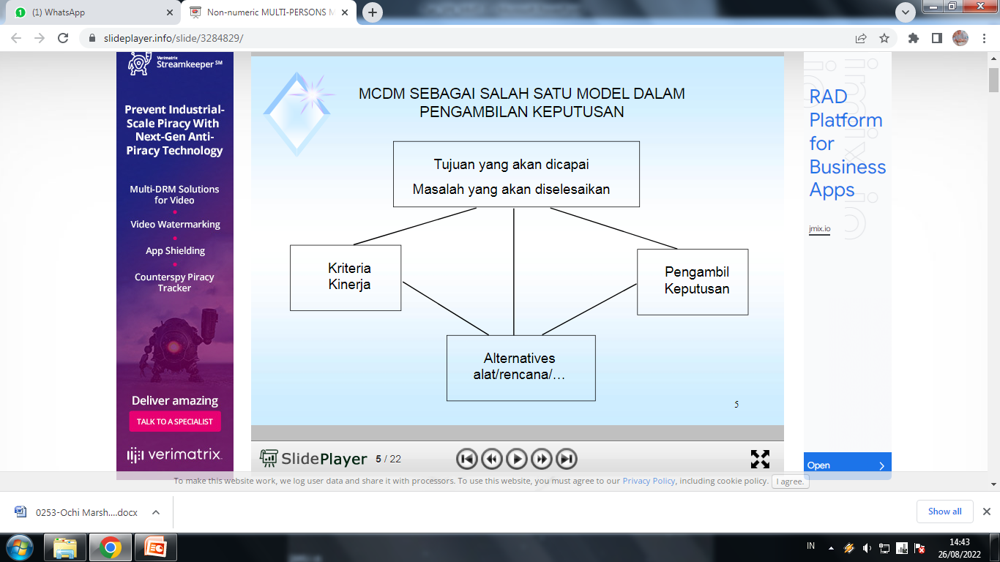 (1) WhatsApp
Non-numeric MULTI-PERSONS M
slideplayer.info/slide/3284829/
Verimatrix
Streamkeeper SM
Prevent Industrial-
Scale Piracy With
Next-Gen Anti-
Piracy Technology
Multi-DRM Solutions
for Video
Video Watermarking
App Shielding
Counterspy Piracy
Tracker
Deliver amazing
TALK TO A SPECIALIST
verimatrix
MCDM SEBAGAI SALAH SATU MODEL DALAM
PENGAMBILAN KEPUTUSAN
Tujuan yang akan dicapai
Masalah yang akan diselesaikan
Kriteria
Kinerja
Pengambil
Keputusan
Alternatives
alat/rencana/…
5
RAD
Platform
for
Business
Apps
jmix.io
Open
SlidePlayer
5 / 22
To make this website work, we log user data and share it with processors. To use this website, you must agree to our Privacy Policy, including cookie policy.
I agree.
0253-Ochi Marsh....docx
Show all
IN
14:43
26/08/2022